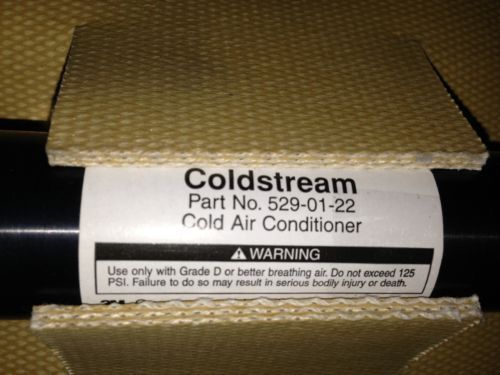 Coldstream
Part No. 529-01-22
Cold Air Conditioner
WARNING
Use only with Grade D or better breathing air. Do not exceed 125
PSI. Failure to do so may result in serious bodily injury or death.